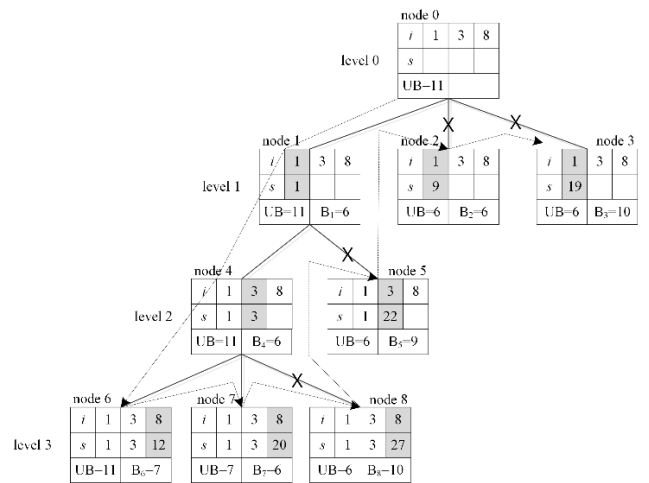 node 0
i 1 3 8
level 0
s
UB–11
node 1 node 2 node 3
i 1 3 8 i 1 3 8 i 1 3 8
level 1
s 1 s 9 s 19
UB=11 B₁=6 UB=6 B₂=6 UB=6 B₃=10
X X
node 4 node 5
i 1 3 8 i 1 3 8
level 2
s 1 3 s 1 22
UB=11 B₄=6 UB=6 B₅=9
X
node 6 node 7 node 8
i 1 3 8 i 1 3 8 i 1 3 8
level 3
s 1 3 12 s 1 3 20 s 1 3 27
UB–11 B₆–7 UB–7 B₇–6 UB–6 B₈–10
X